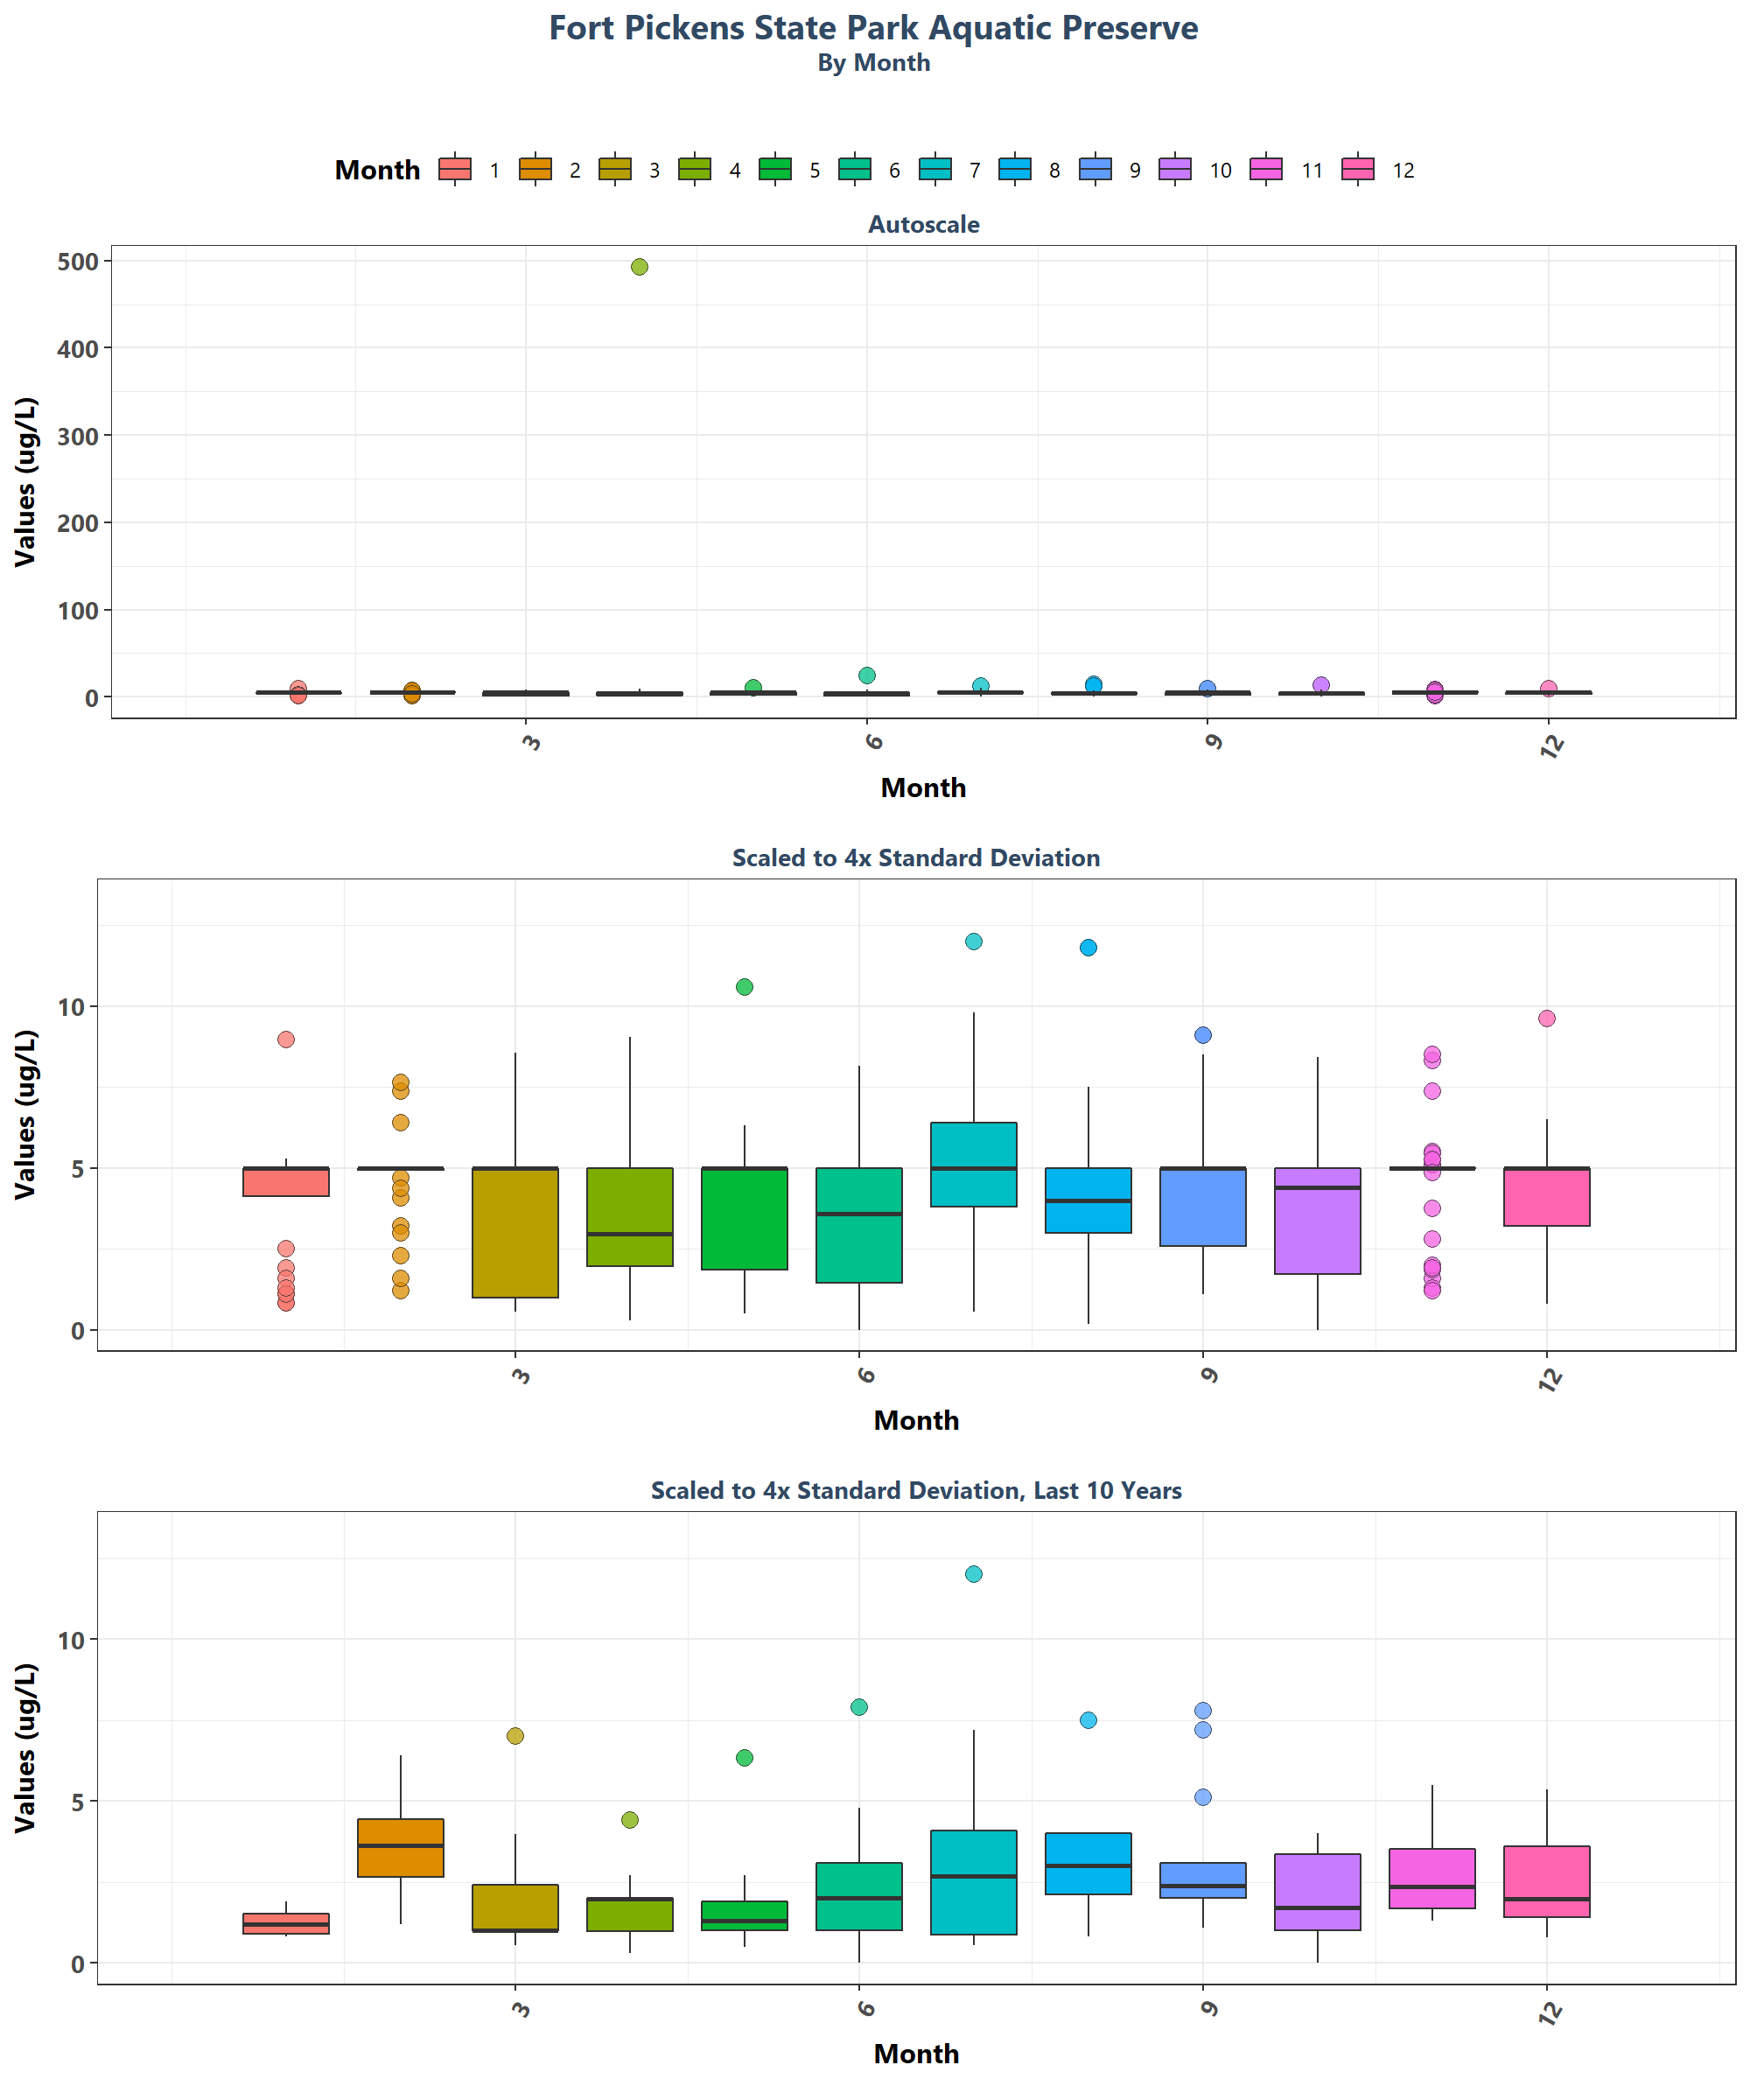 Fort Pickens State Park Aquatic Preserve
By Month
Month 1 2 3 4 5 6 7 8 9 10 11 12
Autoscale
Values (ug/L)
500
400
300
200
100
0
3 6 9 12
Month
Scaled to 4x Standard Deviation
Values (ug/L)
10
5
0
3 6 9 12
Month
Scaled to 4x Standard Deviation, Last 10 Years
Values (ug/L)
10
5
0
3 6 9 12
Month